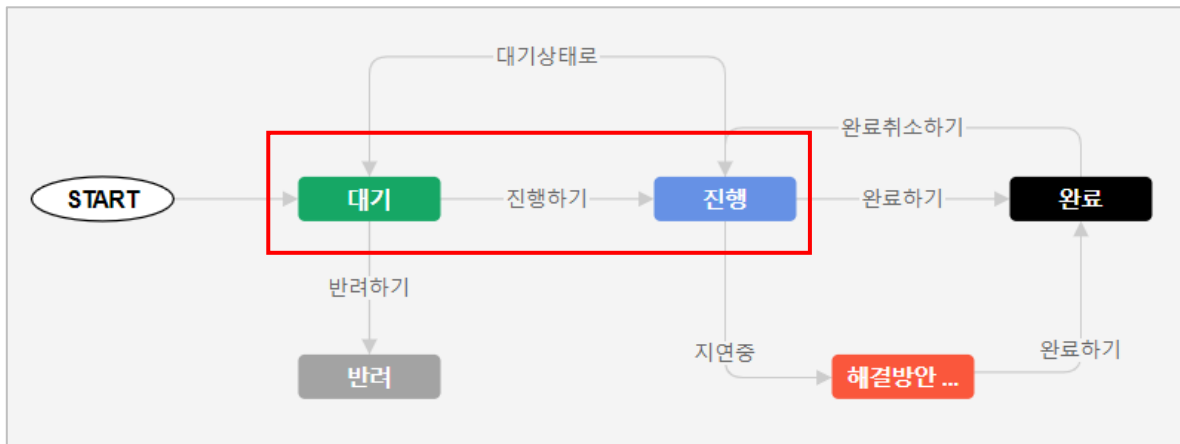 대기상태로
완료취소하기
START
대기
진행하기
진행
완료하기
완료
반려하기
지연중
완료하기
반려
해결방안 ...